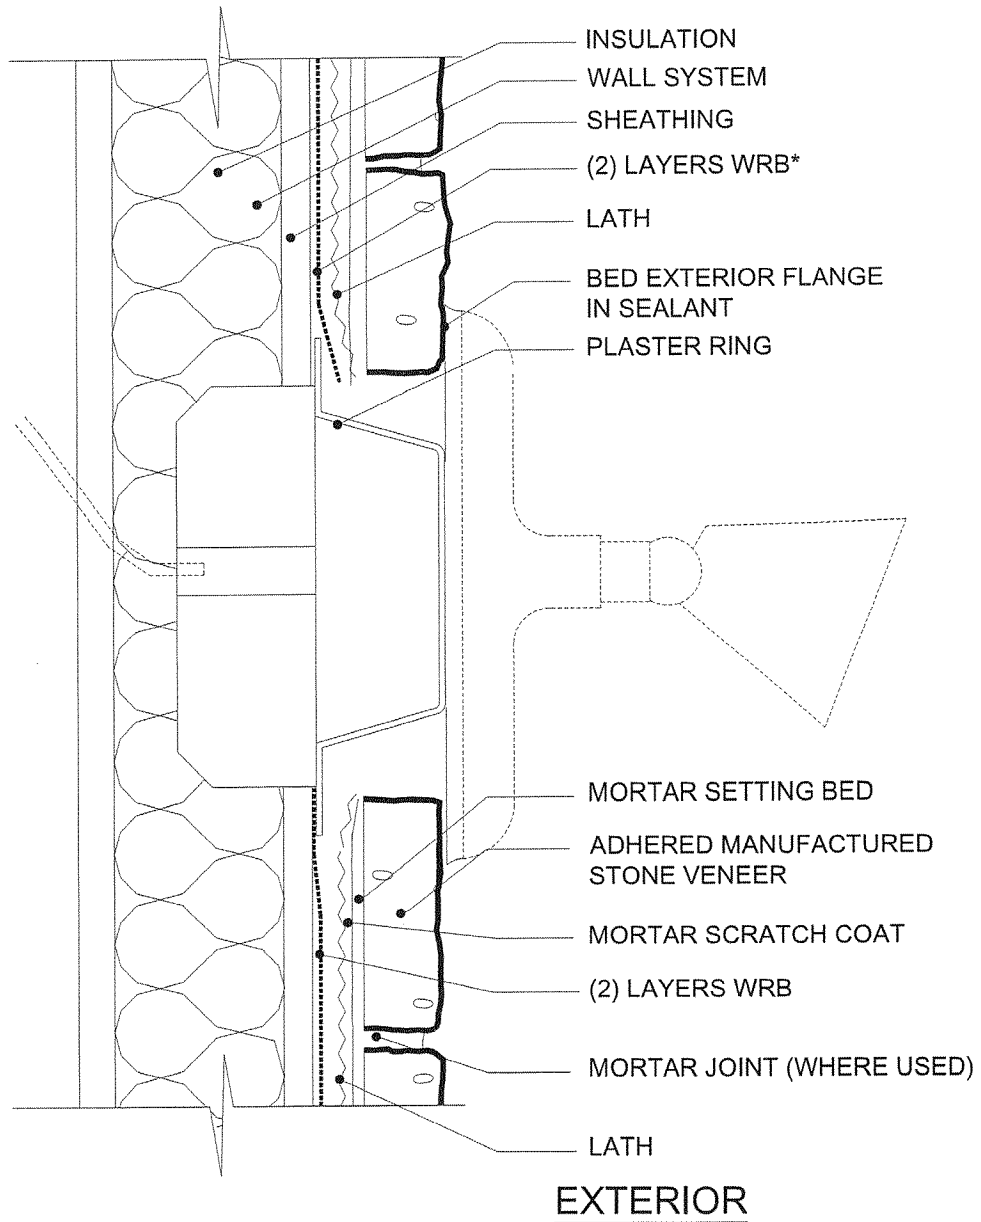 INSULATION
WALL SYSTEM
SHEATHING
(2) LAYERS WRB*
LATH
BED EXTERIOR FLANGE
IN SEALANT
PLASTER RING
MORTAR SETTING BED
ADHERED MANUFACTURED
STONE VENEER
MORTAR SCRATCH COAT
(2) LAYERS WRB
MORTAR JOINT (WHERE USED)
LATH
EXTERIOR